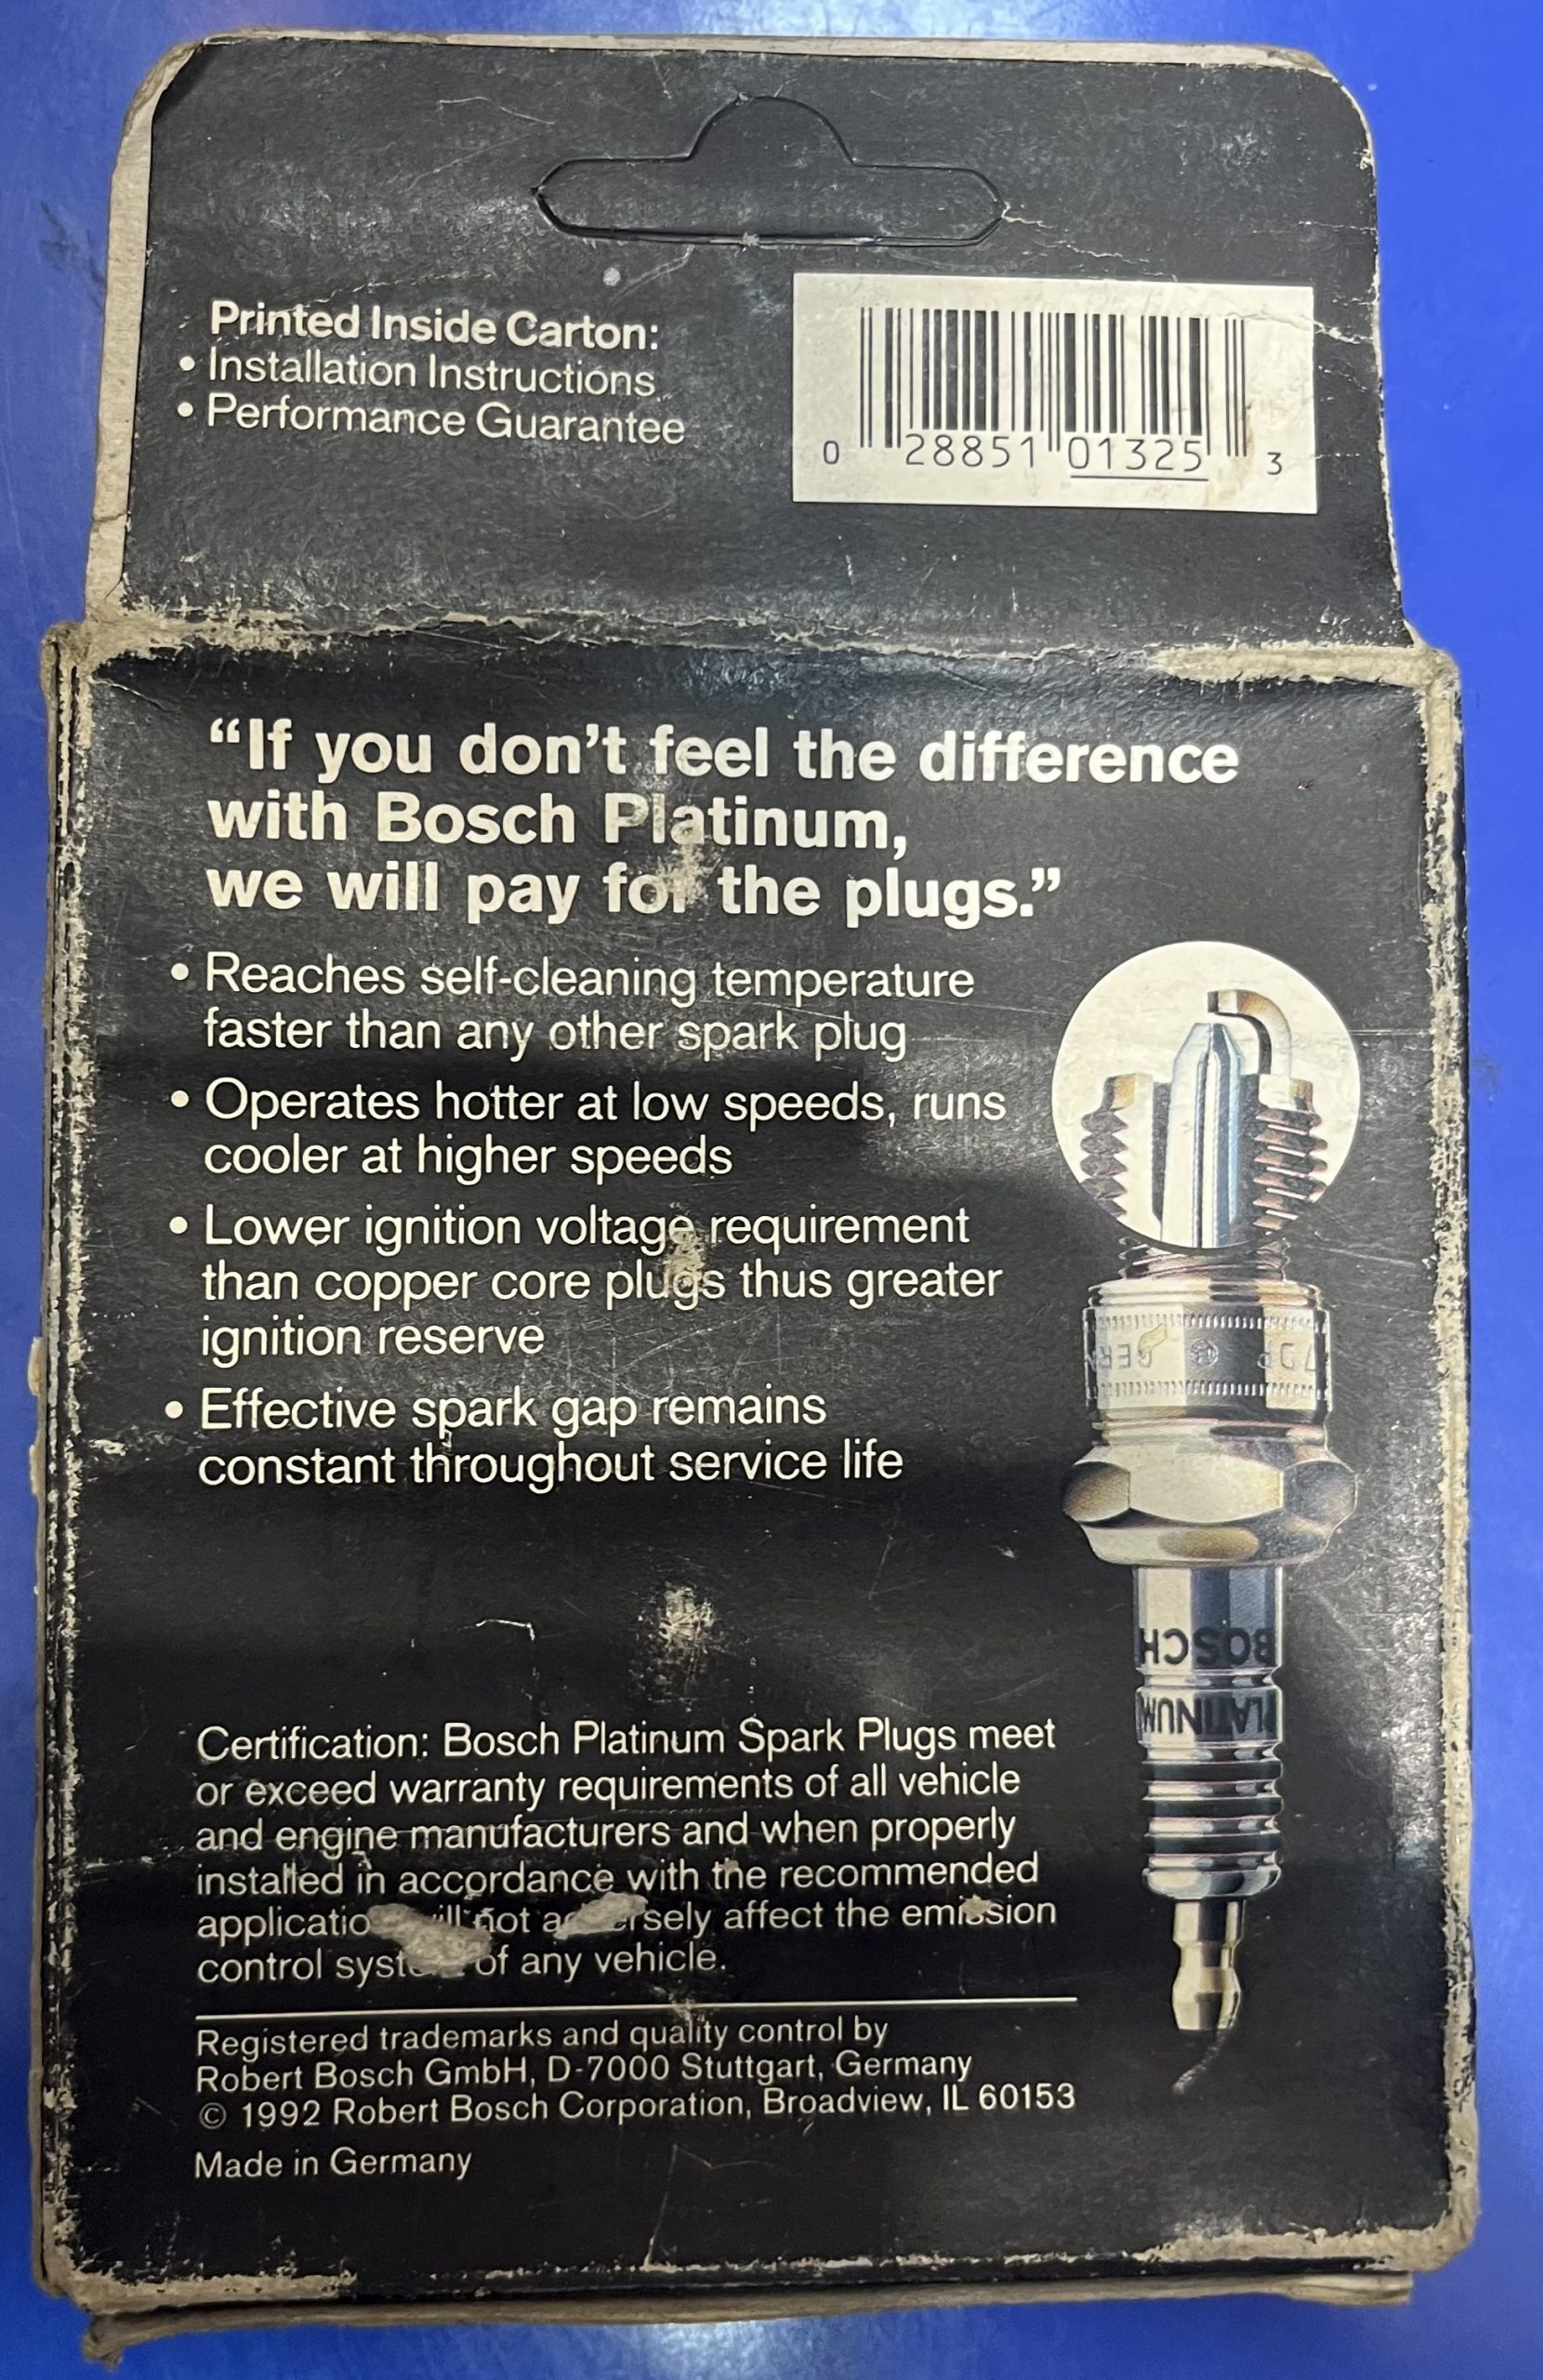 Printed Inside Carton:
• Installation Instructions
• Performance Guarantee
0 28851 01325 3
“If you don’t feel the difference
with Bosch Platinum,
we will pay for the plugs.”
• Reaches self-cleaning temperature
faster than any other spark plug
• Operates hotter at low speeds, runs
cooler at higher speeds
• Lower ignition voltage requirement
than copper core plugs thus greater
ignition reserve
• Effective spark gap remains
constant throughout service life
BOSCH
PLATINUM
Certification: Bosch Platinum Spark Plugs meet
or exceed warranty requirements of all vehicle
and engine manufacturers and when properly
installed in accordance with the recommended
application will not adversely affect the emission
control system of any vehicle.
Registered trademarks and quality control by
Robert Bosch GmbH, D-7000 Stuttgart, Germany
© 1992 Robert Bosch Corporation, Broadview, IL 60153
Made in Germany